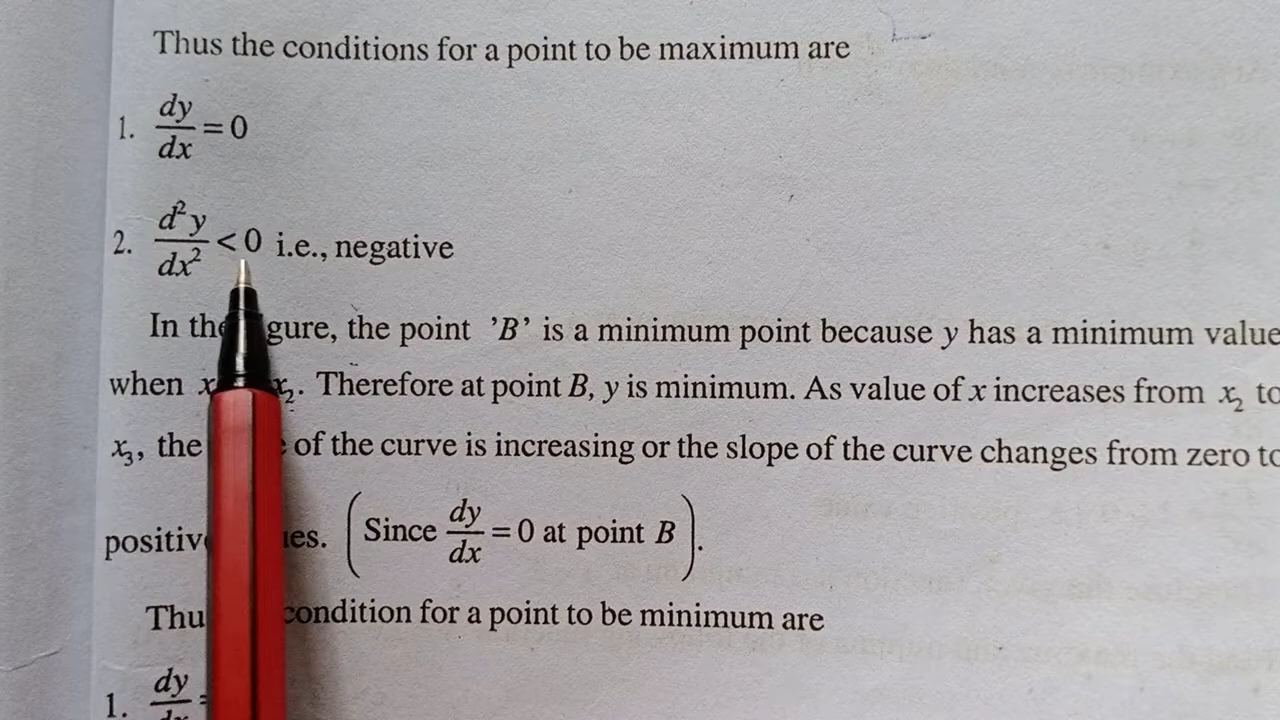 Thus the conditions for a point to be maximum are
1. dy/dx = 0
2. d²y/dx² < 0 i.e., negative
In the gure, the point 'B' is a minimum point because y has a minimum value
when x x₂. Therefore at point B, y is minimum. As value of x increases from x₂ to
x₃, the of the curve is increasing or the slope of the curve changes from zero to
positiv ues. (Since dy/dx = 0 at point B).
Thu condition for a point to be minimum are
1. dy/dx =